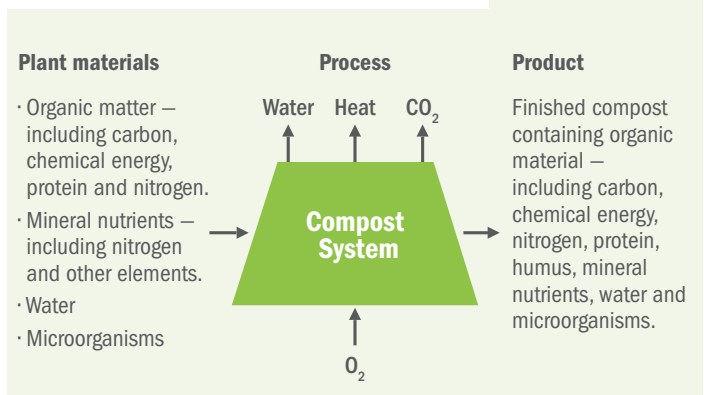 Plant materials
· Organic matter —
including carbon,
chemical energy,
protein and nitrogen.
· Mineral nutrients —
including nitrogen
and other elements.
· Water
· Microorganisms
Process
Water Heat CO₂
Compost
System
O₂
Product
Finished compost
containing organic
material —
including carbon,
chemical energy,
nitrogen, protein,
humus, mineral
nutrients, water and
microorganisms.